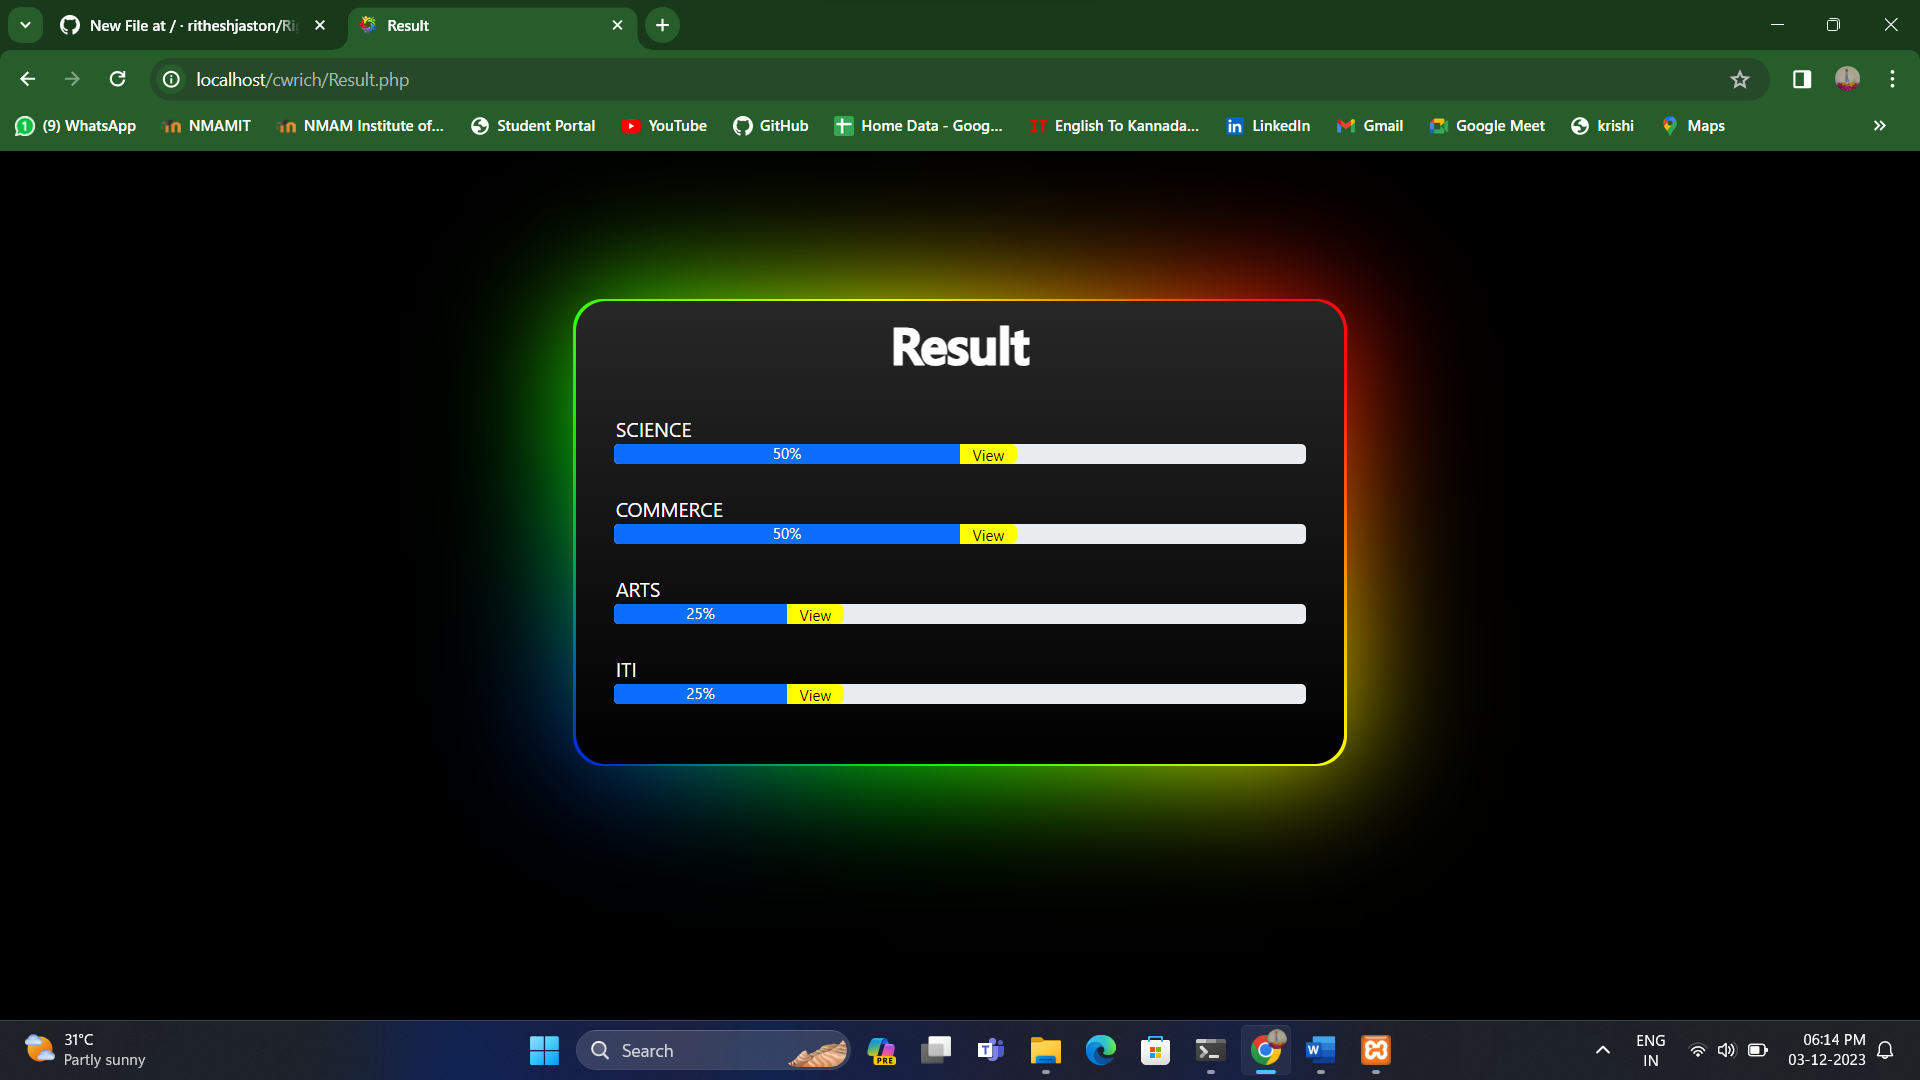 New File at / · ritheshjaston/Ri
Result
localhost/cwrich/Result.php
(9) WhatsApp
NMAMIT
NMAM Institute of...
Student Portal
YouTube
GitHub
Home Data - Goog...
IT English To Kannada...
LinkedIn
Gmail
Google Meet
krishi
Maps
Result
SCIENCE
50% View
COMMERCE
50% View
ARTS
25% View
ITI
25% View
31°C
Partly sunny
Search
PRE
ENG
IN
06:14 PM
03-12-2023